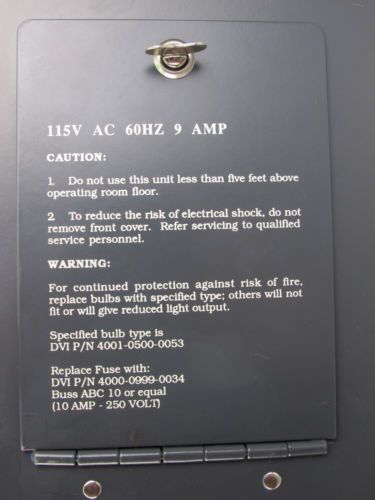 115V AC 60HZ 9 AMP
CAUTION:
1. Do not use this unit less than five feet above
operating room floor.
2 To reduce the risk of electrical shock, do not
remove front cover. Refer servicing to qualified
service personnel.
WARNING:
For continued protection against risk of fire,
replace bulbs with specified type; others will not
fit or will give reduced light output.
Specified bulb type is
DVI P/N 4001-0500-0053
Replace Fuse with:
DVI P/N 4000-0999-0034
Buss ABC 10 or equal
(10 AMP - 250 VOLT)